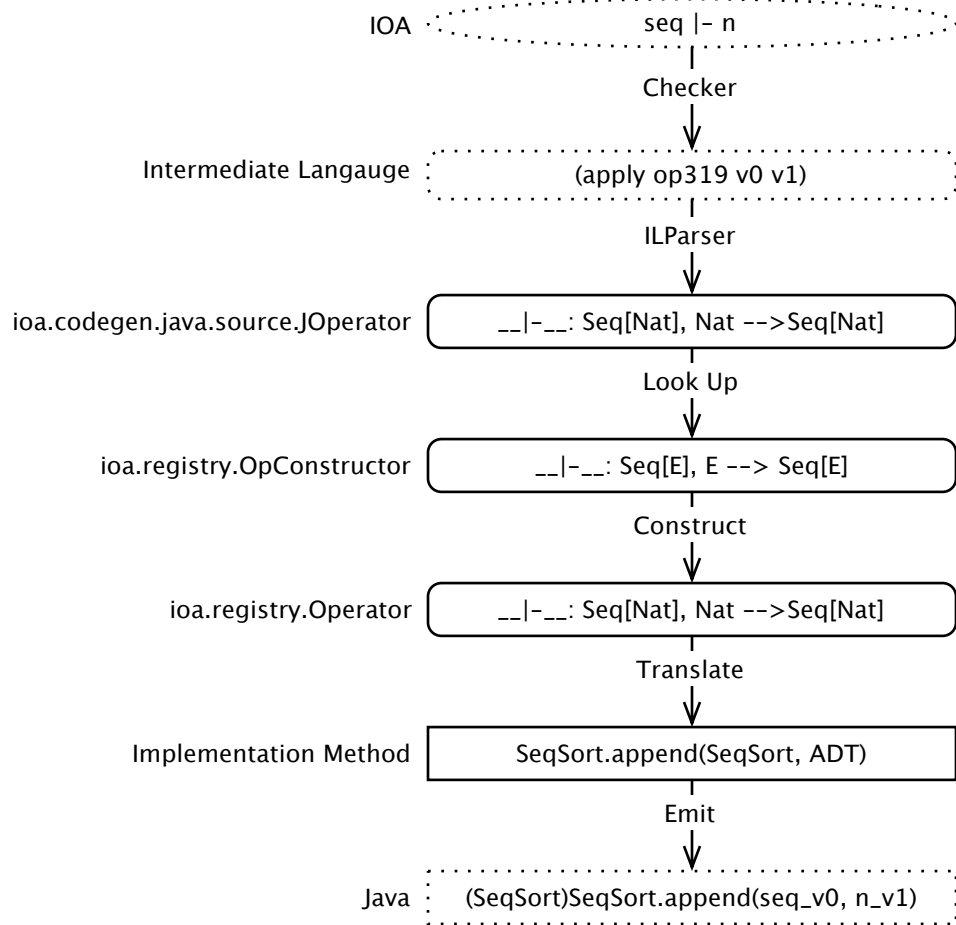 IOA seq |- n
Checker
Intermediate Langauge (apply op319 v0 v1)
ILParser
ioa.codegen.java.source.JOperator __|-__: Seq[Nat], Nat -->Seq[Nat]
Look Up
ioa.registry.OpConstructor __|-__: Seq[E], E --> Seq[E]
Construct
ioa.registry.Operator __|-__: Seq[Nat], Nat -->Seq[Nat]
Translate
Implementation Method SeqSort.append(SeqSort, ADT)
Emit
Java (SeqSort)SeqSort.append(seq_v0, n_v1)